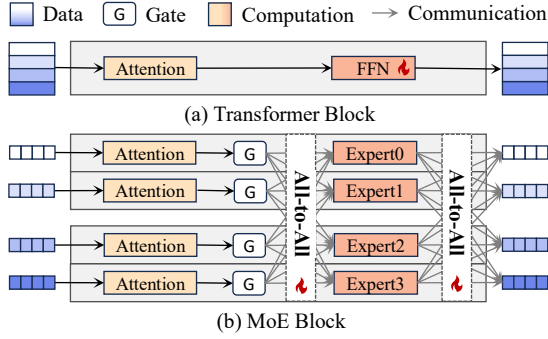 Data G Gate Computation Communication
Attention FFN
(a) Transformer Block
Attention G Expert0
Attention G Expert1
All-to-All All-to-All
Attention G Expert2
Attention G Expert3
(b) MoE Block